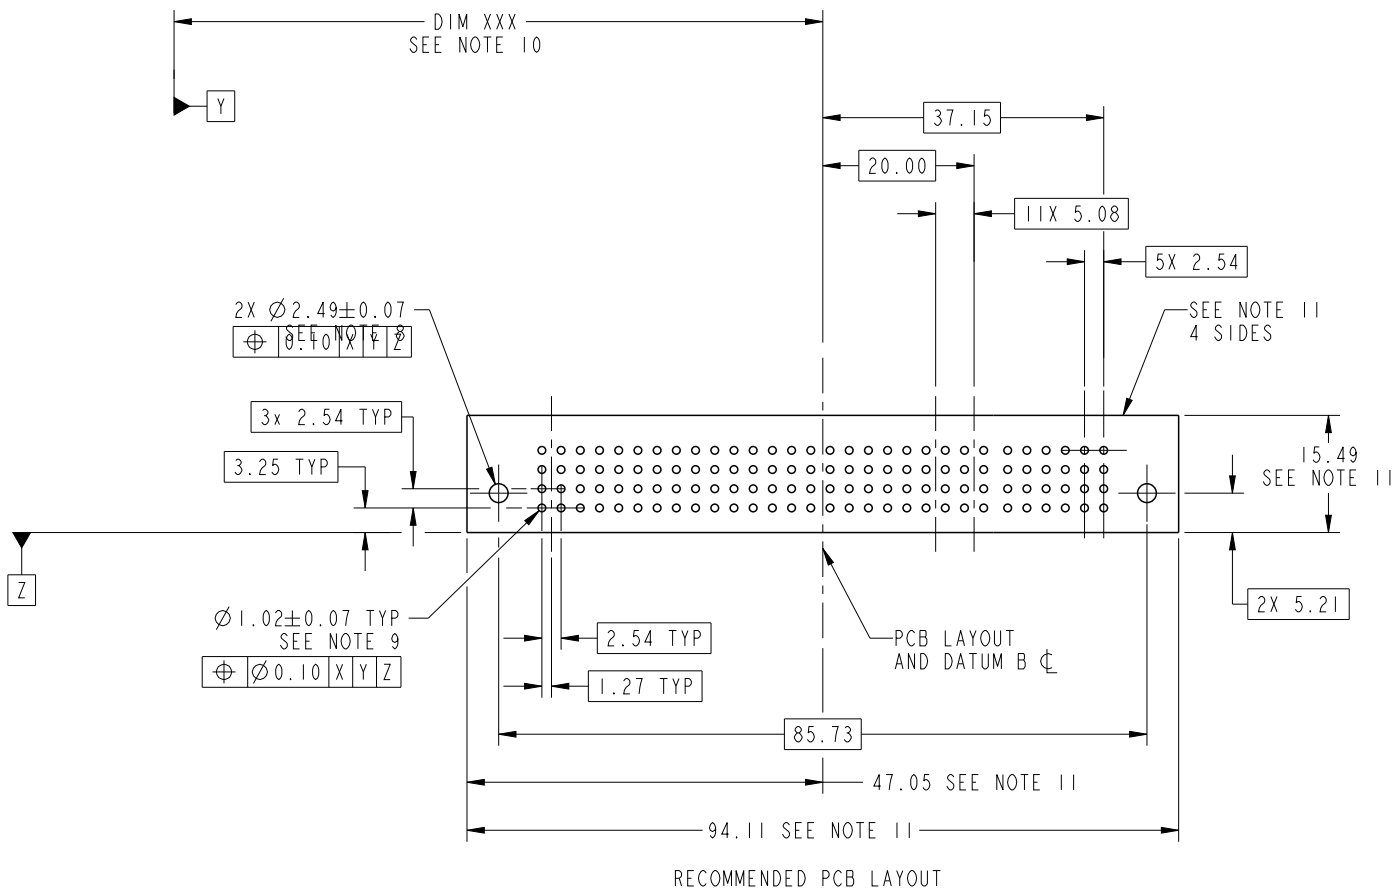 DIM XXX
SEE NOTE 10
Y
37.15
20.00
11X 5.08
5X 2.54
2X ∅2.49±0.07
SEE NOTE 8
⌖ 0.10 X Y Z
SEE NOTE 11
4 SIDES
3x 2.54 TYP
3.25 TYP
15.49
SEE NOTE 11
Z
2X 5.21
∅1.02±0.07 TYP
SEE NOTE 9
⌖ ∅0.10 X Y Z
2.54 TYP
PCB LAYOUT
AND DATUM B ℄
1.27 TYP
85.73
47.05 SEE NOTE 11
94.11 SEE NOTE 11
RECOMMENDED PCB LAYOUT